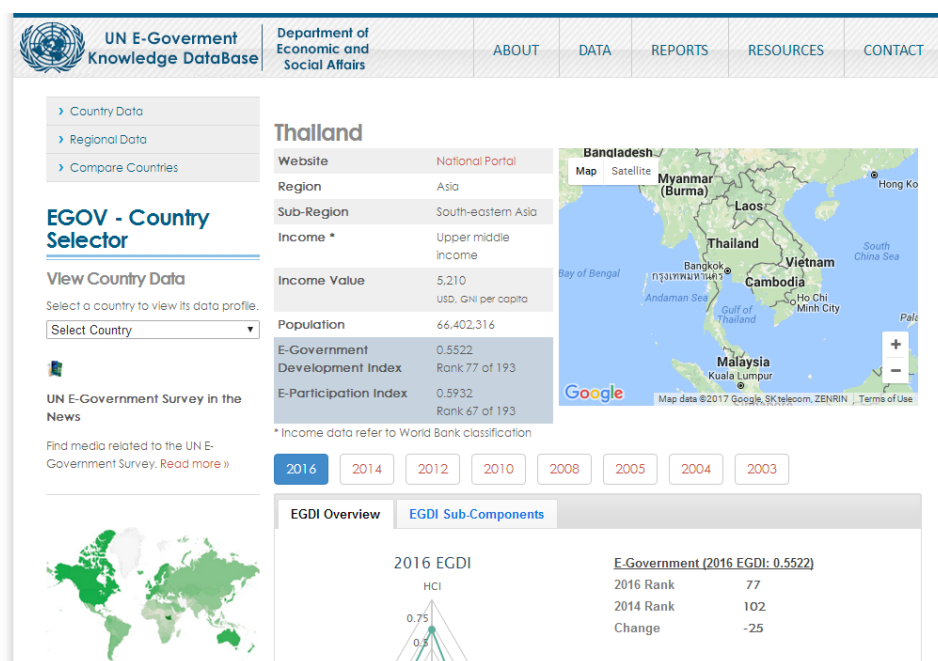 UN E-Goverment
Knowledge DataBase
Department of
Economic and
Social Affairs
ABOUT
DATA
REPORTS
RESOURCES
CONTACT
› Country Data
› Regional Data
› Compare Countries
EGOV - Country
Selector
View Country Data
Select a country to view its data profile.
Select Country
UN E-Government Survey in the
News
Find media related to the UN E-
Government Survey. Read more »
Thailand
Website National Portal
Region Asia
Sub-Region South-eastern Asia
Income * Upper middle
income
Income Value 5,210
USD, GNI per capita
Population 66,402,316
E-Government 0.5522
Development Index Rank 77 of 193
E-Participation Index 0.5932
Rank 67 of 193
* Income data refer to World Bank classification
Map Satellite
Bangladesh
Myanmar
(Burma)
Hong Ko
Laos
Thailand
Vietnam
South
China Sea
Bangkok
กรุงเทพมหานคร
Bay of Bengal
Cambodia
Andaman Sea
Ho Chi
Minh City
Gulf of
Thailand
Pala
+
−
Malaysia
Kuala Lumpur
Google
Map data ©2017 Google, SK telecom, ZENRIN
Terms of Use
2016 2014 2012 2010 2008 2005 2004 2003
EGDI Overview EGDI Sub-Components
2016 EGDI
HCI
0.75
0.5
E-Government (2016 EGDI: 0.5522)
2016 Rank 77
2014 Rank 102
Change -25